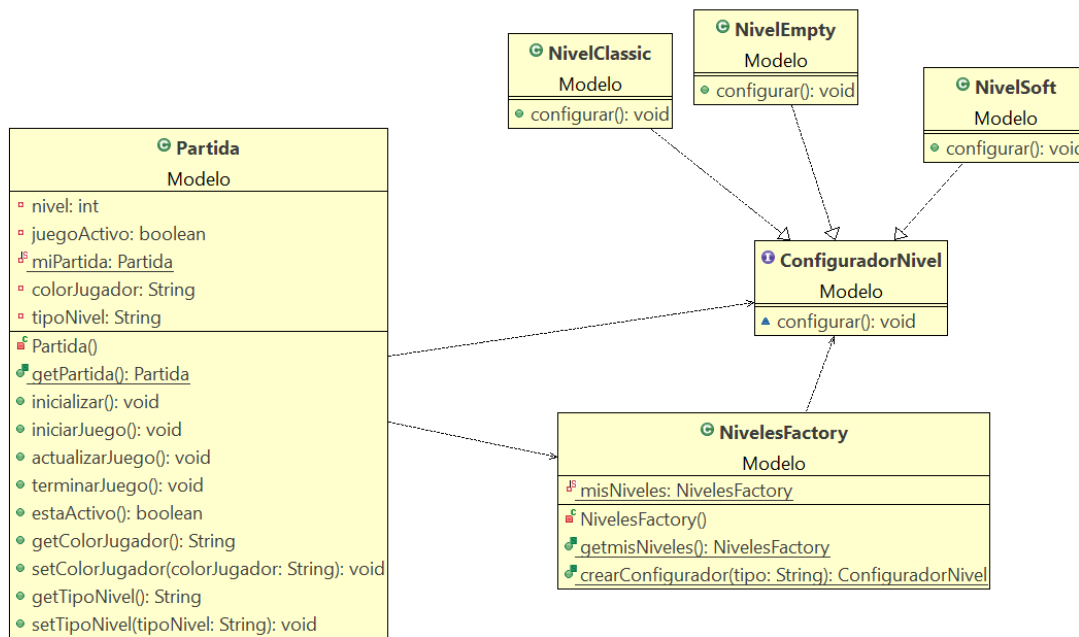 NivelClassic
Modelo
configurar(): void
NivelEmpty
Modelo
configurar(): void
NivelSoft
Modelo
configurar(): void
Partida
Modelo
nivel: int
juegoActivo: boolean
miPartida: Partida
colorJugador: String
tipoNivel: String
Partida()
getPartida(): Partida
inicializar(): void
iniciarJuego(): void
actualizarJuego(): void
terminarJuego(): void
estaActivo(): boolean
getColorJugador(): String
setColorJugador(colorJugador: String): void
getTipoNivel(): String
setTipoNivel(tipoNivel: String): void
ConfiguradorNivel
Modelo
configurar(): void
NivelesFactory
Modelo
misNiveles: NivelesFactory
NivelesFactory()
getmisNiveles(): NivelesFactory
crearConfigurador(tipo: String): ConfiguradorNivel